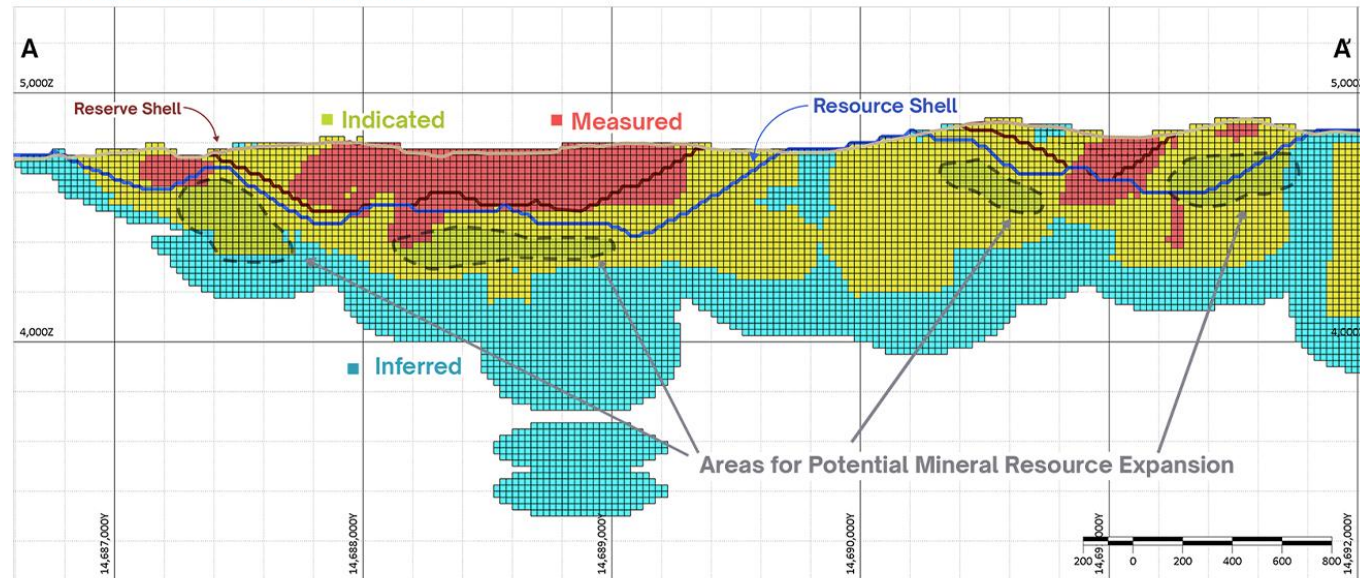 A
A'
5,000Z
5,000
Reserve Shell
Indicated
Measured
Resource Shell
4,000Z
4,000
Inferred
Areas for Potential Mineral Resource Expansion
14,687,000Y
14,688,000Y
14,689,000Y
14,690,000Y
14,692,000Y
200 0 200 400 600 800